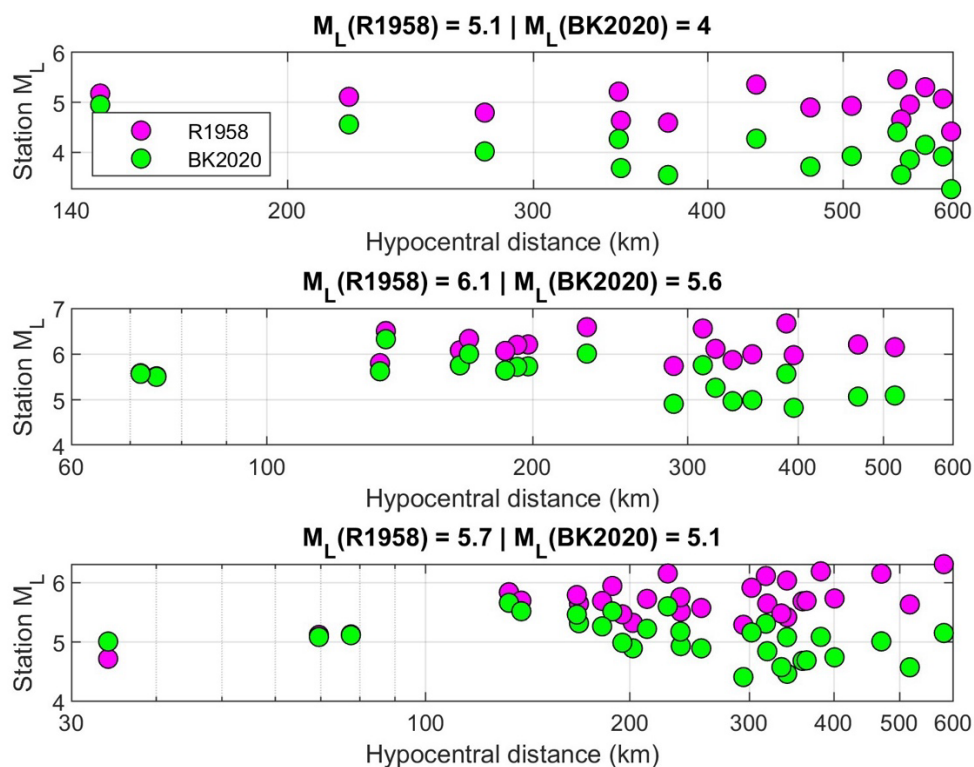 M_L(R1958) = 5.1 | M_L(BK2020) = 4
Station M_L
6
5
4
R1958
BK2020
140 200 300 400 500 600
Hypocentral distance (km)
M_L(R1958) = 6.1 | M_L(BK2020) = 5.6
Station M_L
7
6
5
4
60 100 200 300 400 500 600
Hypocentral distance (km)
M_L(R1958) = 5.7 | M_L(BK2020) = 5.1
Station M_L
6
5
4
30 100 200 300 400 500 600
Hypocentral distance (km)